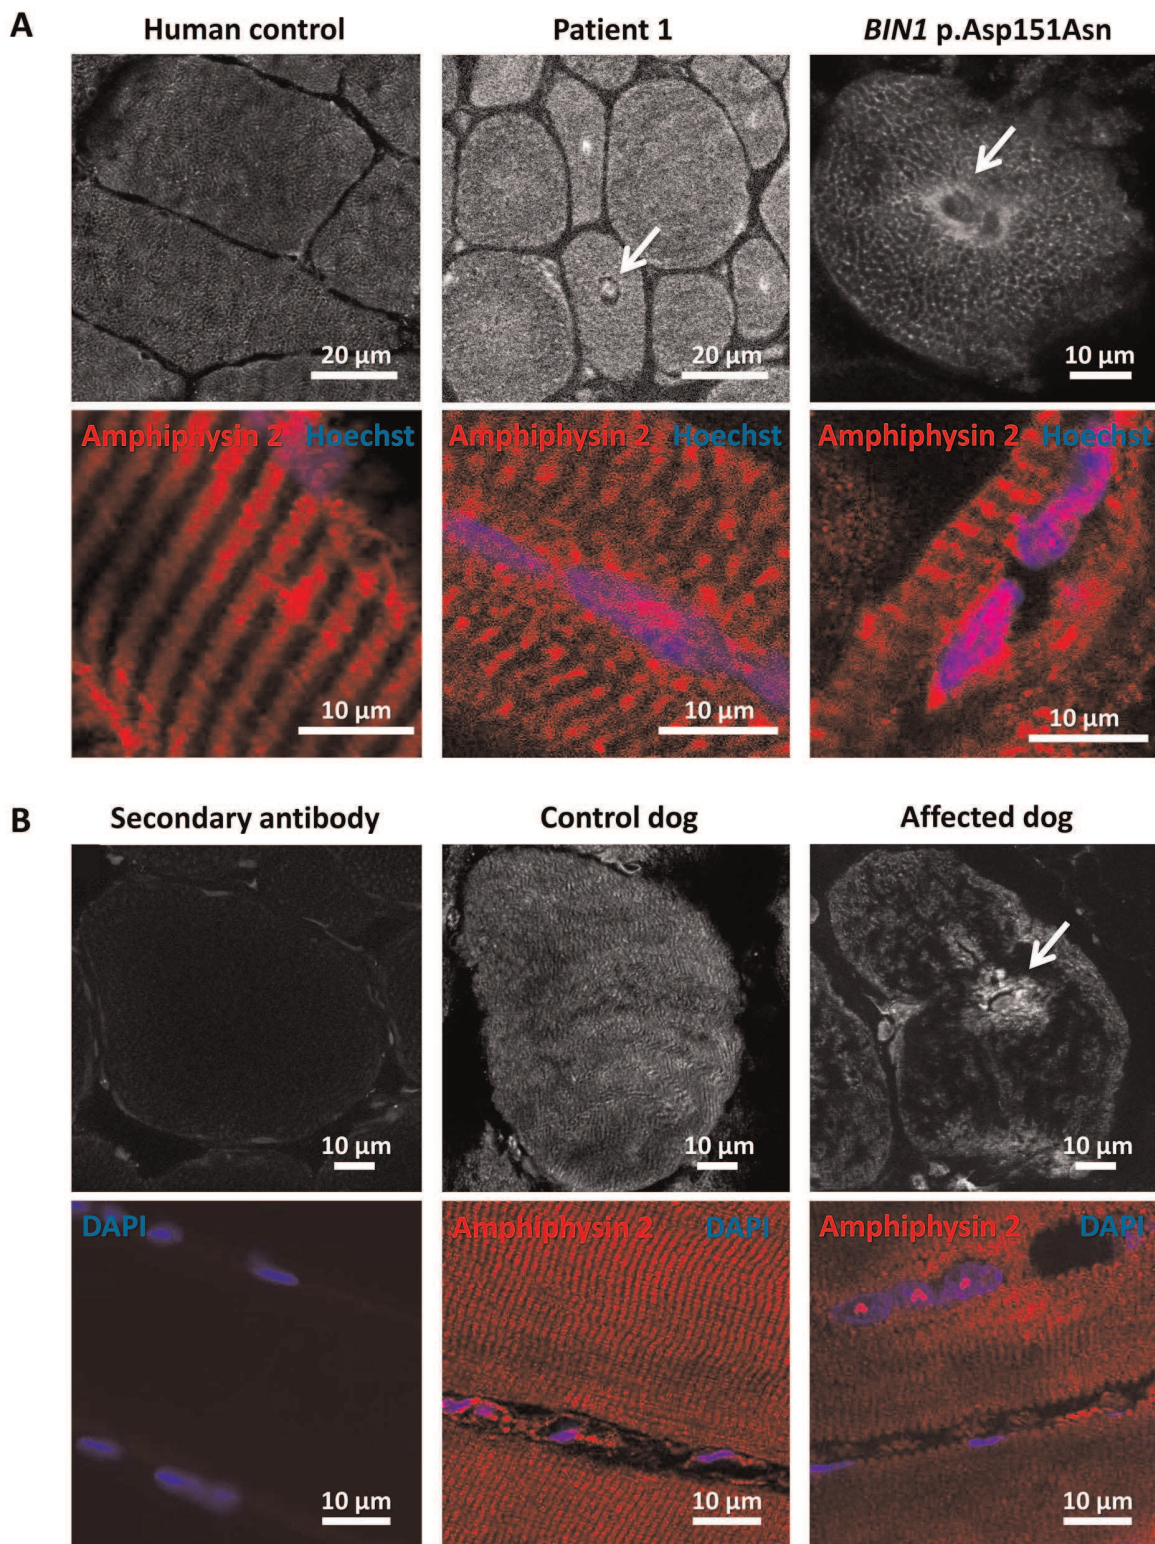 A
Human control Patient 1 BIN1 p.Asp151Asn
20 µm 20 µm 10 µm
Amphiphysin 2 Hoechst Amphiphysin 2 Hoechst Amphiphysin 2 Hoechst
10 µm 10 µm 10 µm
B
Secondary antibody Control dog Affected dog
10 µm 10 µm 10 µm
DAPI Amphiphysin 2 DAPI Amphiphysin 2 DAPI
10 µm 10 µm 10 µm